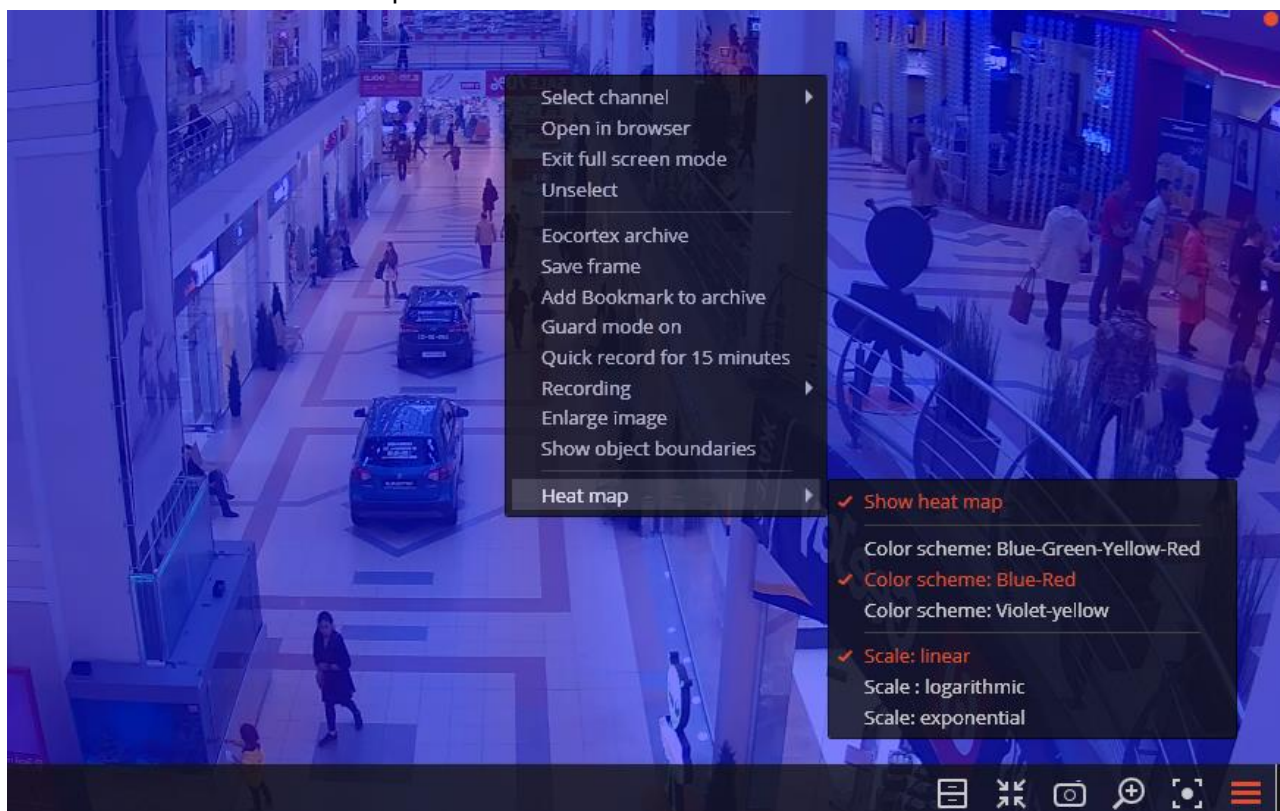 Select channel
Open in browser
Exit full screen mode
Unselect
Eocortex archive
Save frame
Add Bookmark to archive
Guard mode on
Quick record for 15 minutes
Recording
Enlarge image
Show object boundaries
Heat map
Show heat map
Color scheme: Blue-Green-Yellow-Red
Color scheme: Blue-Red
Color scheme: Violet-yellow
Scale: linear
Scale : logarithmic
Scale: exponential